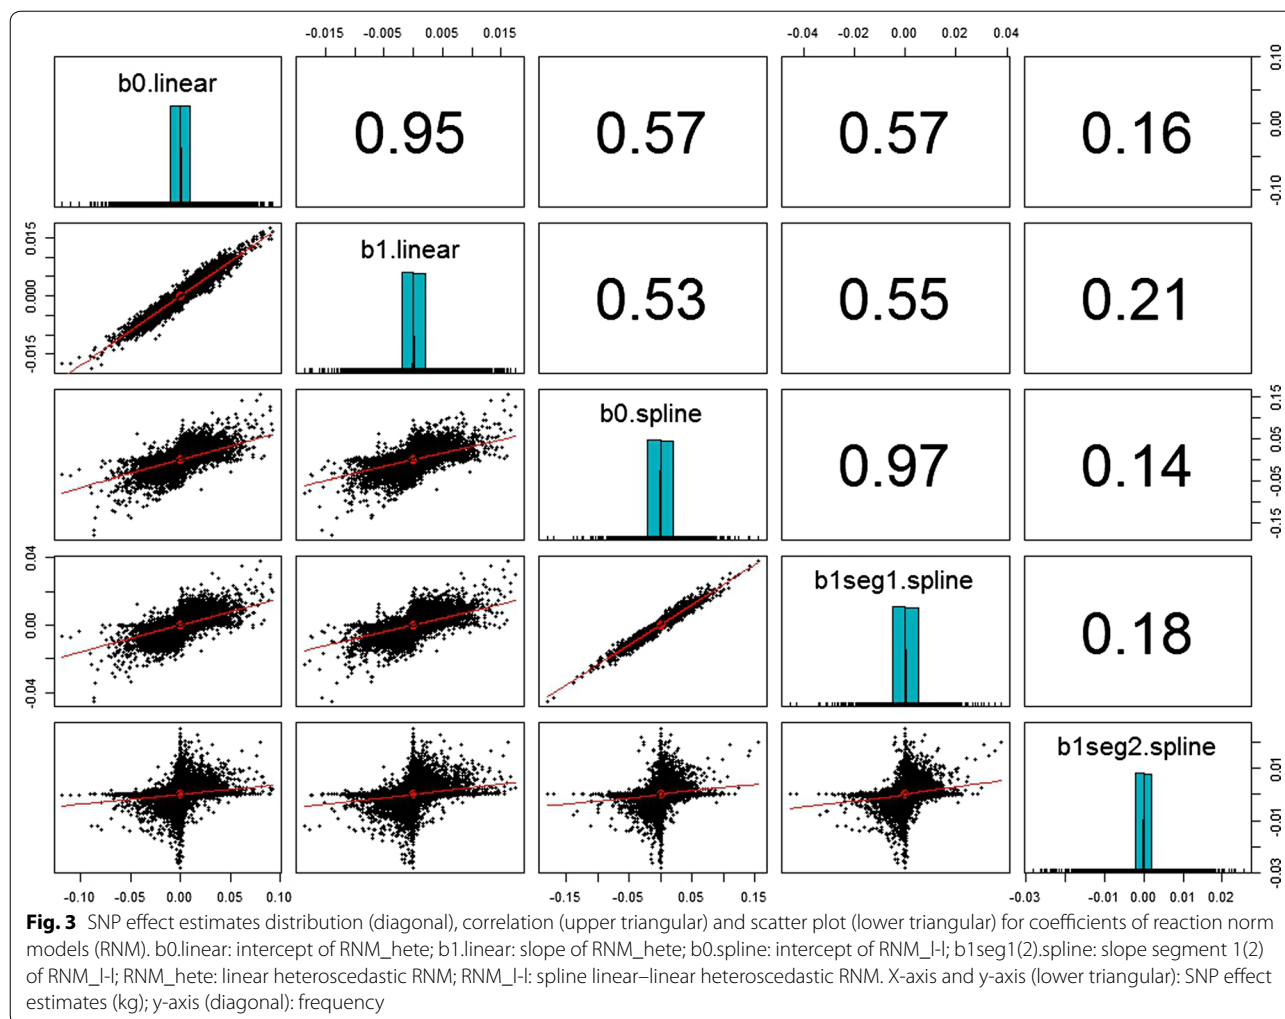 -0.015 -0.005 0.005 0.015 -0.04 -0.02 0.00 0.02 0.04
b0.linear 0.95 0.57 0.57 0.16 -0.10 0.00 0.10
-0.015 0.000 0.015 b1.linear 0.53 0.55 0.21
b0.spline 0.97 0.14 -0.15 -0.05 0.05 0.15
-0.04 0.00 0.04 b1seg1.spline 0.18
b1seg2.spline -0.03 -0.01 0.01
-0.10 0.00 0.05 0.10 -0.05 0.05 0.15 -0.03 -0.01 0.00 0.01 0.02
Fig. 3 SNP effect estimates distribution (diagonal), correlation (upper triangular) and scatter plot (lower triangular) for coefficients of reaction norm
models (RNM). b0.linear: intercept of RNM_hete; b1.linear: slope of RNM_hete; b0.spline: intercept of RNM_l-l; b1seg1(2).spline: slope segment 1(2)
of RNM_l-l; RNM_hete: linear heteroscedastic RNM; RNM_l-l: spline linear–linear heteroscedastic RNM. X-axis and y-axis (lower triangular): SNP effect
estimates (kg); y-axis (diagonal): frequency